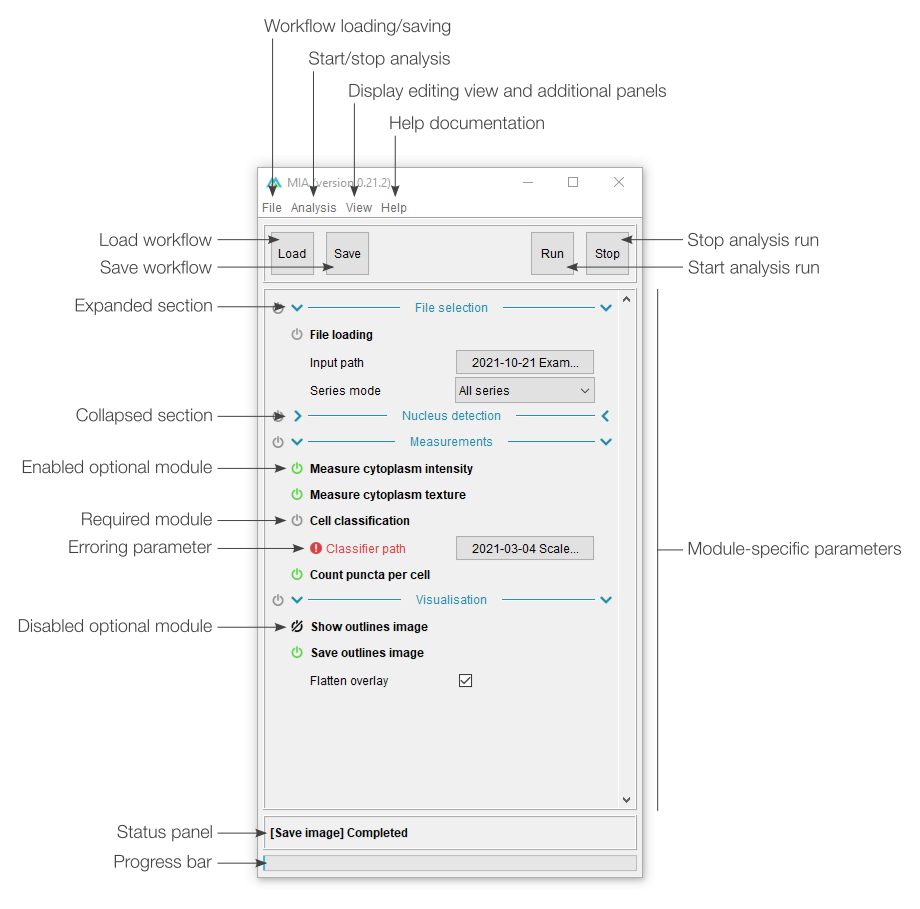 Workflow loading/saving
Start/stop analysis
Display editing view and additional panels
Help documentation
MIA (version 0.21.2)
File Analysis View Help
Load workflow
Save workflow
Load
Save
Run
Stop
Stop analysis run
Start analysis run
Expanded section
File selection
File loading
Input path
2021-10-21 Exam...
Series mode
All series
Collapsed section
Nucleus detection
Measurements
Enabled optional module
Measure cytoplasm intensity
Measure cytoplasm texture
Required module
Cell classification
Erroring parameter
Classifier path
2021-03-04 Scale...
Module-specific parameters
Count puncta per cell
Visualisation
Disabled optional module
Show outlines image
Save outlines image
Flatten overlay
Status panel
[Save image] Completed
Progress bar